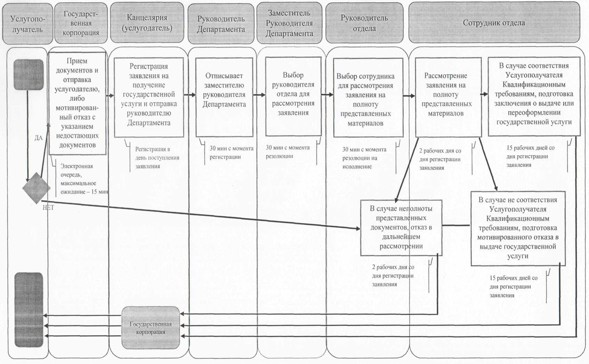 Услугопо-
лучатель
Государст-
венная
корпорация
Канцелярия
(услугодатель)
Руководитель
Департамента
Заместитель
Руководителя
Департамента
Руководитель
отдела
Сотрудник отдела
Прием
документов и
отправка
услугодателю,
либо
мотивирован-
ный отказ с
указанием
недостающих
документов
Регистрация
заявления на
получение
государственной
услуги и отправка
руководителю
Департамента
Отписывает
заместителю
руководителя
Департамента
Выбор
руководителя
отдела для
рассмотрения
заявления
Выбор сотрудника
для рассмотрения
заявления на
полноту
представленных
материалов
Рассмотрение
заявления на
полноту
представленных
материалов
В случае соответствия
Услугополучателя
Квалификационным
требованиям, подготовка
заключения о выдаче или
переоформлении
государственной услуги
ДА
Электронная
очередь,
максимальное
ожидание – 15 мин
Регистрация в
день поступления
заявления
30 мин с момента
регистрации
30 мин с момента
резолюции
30 мин с момента
резолюции на
исполнение
2 рабочих дня со
дня регистрации
заявления
15 рабочих дней со
дня регистрации
заявления
НЕТ
В случае неполноты
представленных
документов, отказ в
дальнейшем
рассмотрении
В случае не соответствия
Услугополучателя
Квалификационным
требованиям, подготовка
мотивированного отказа в
выдаче государственной
услуги
2 рабочих дня со
дня регистрации
заявления
15 рабочих дней со
дня регистрации
заявления
Государственная
корпорация